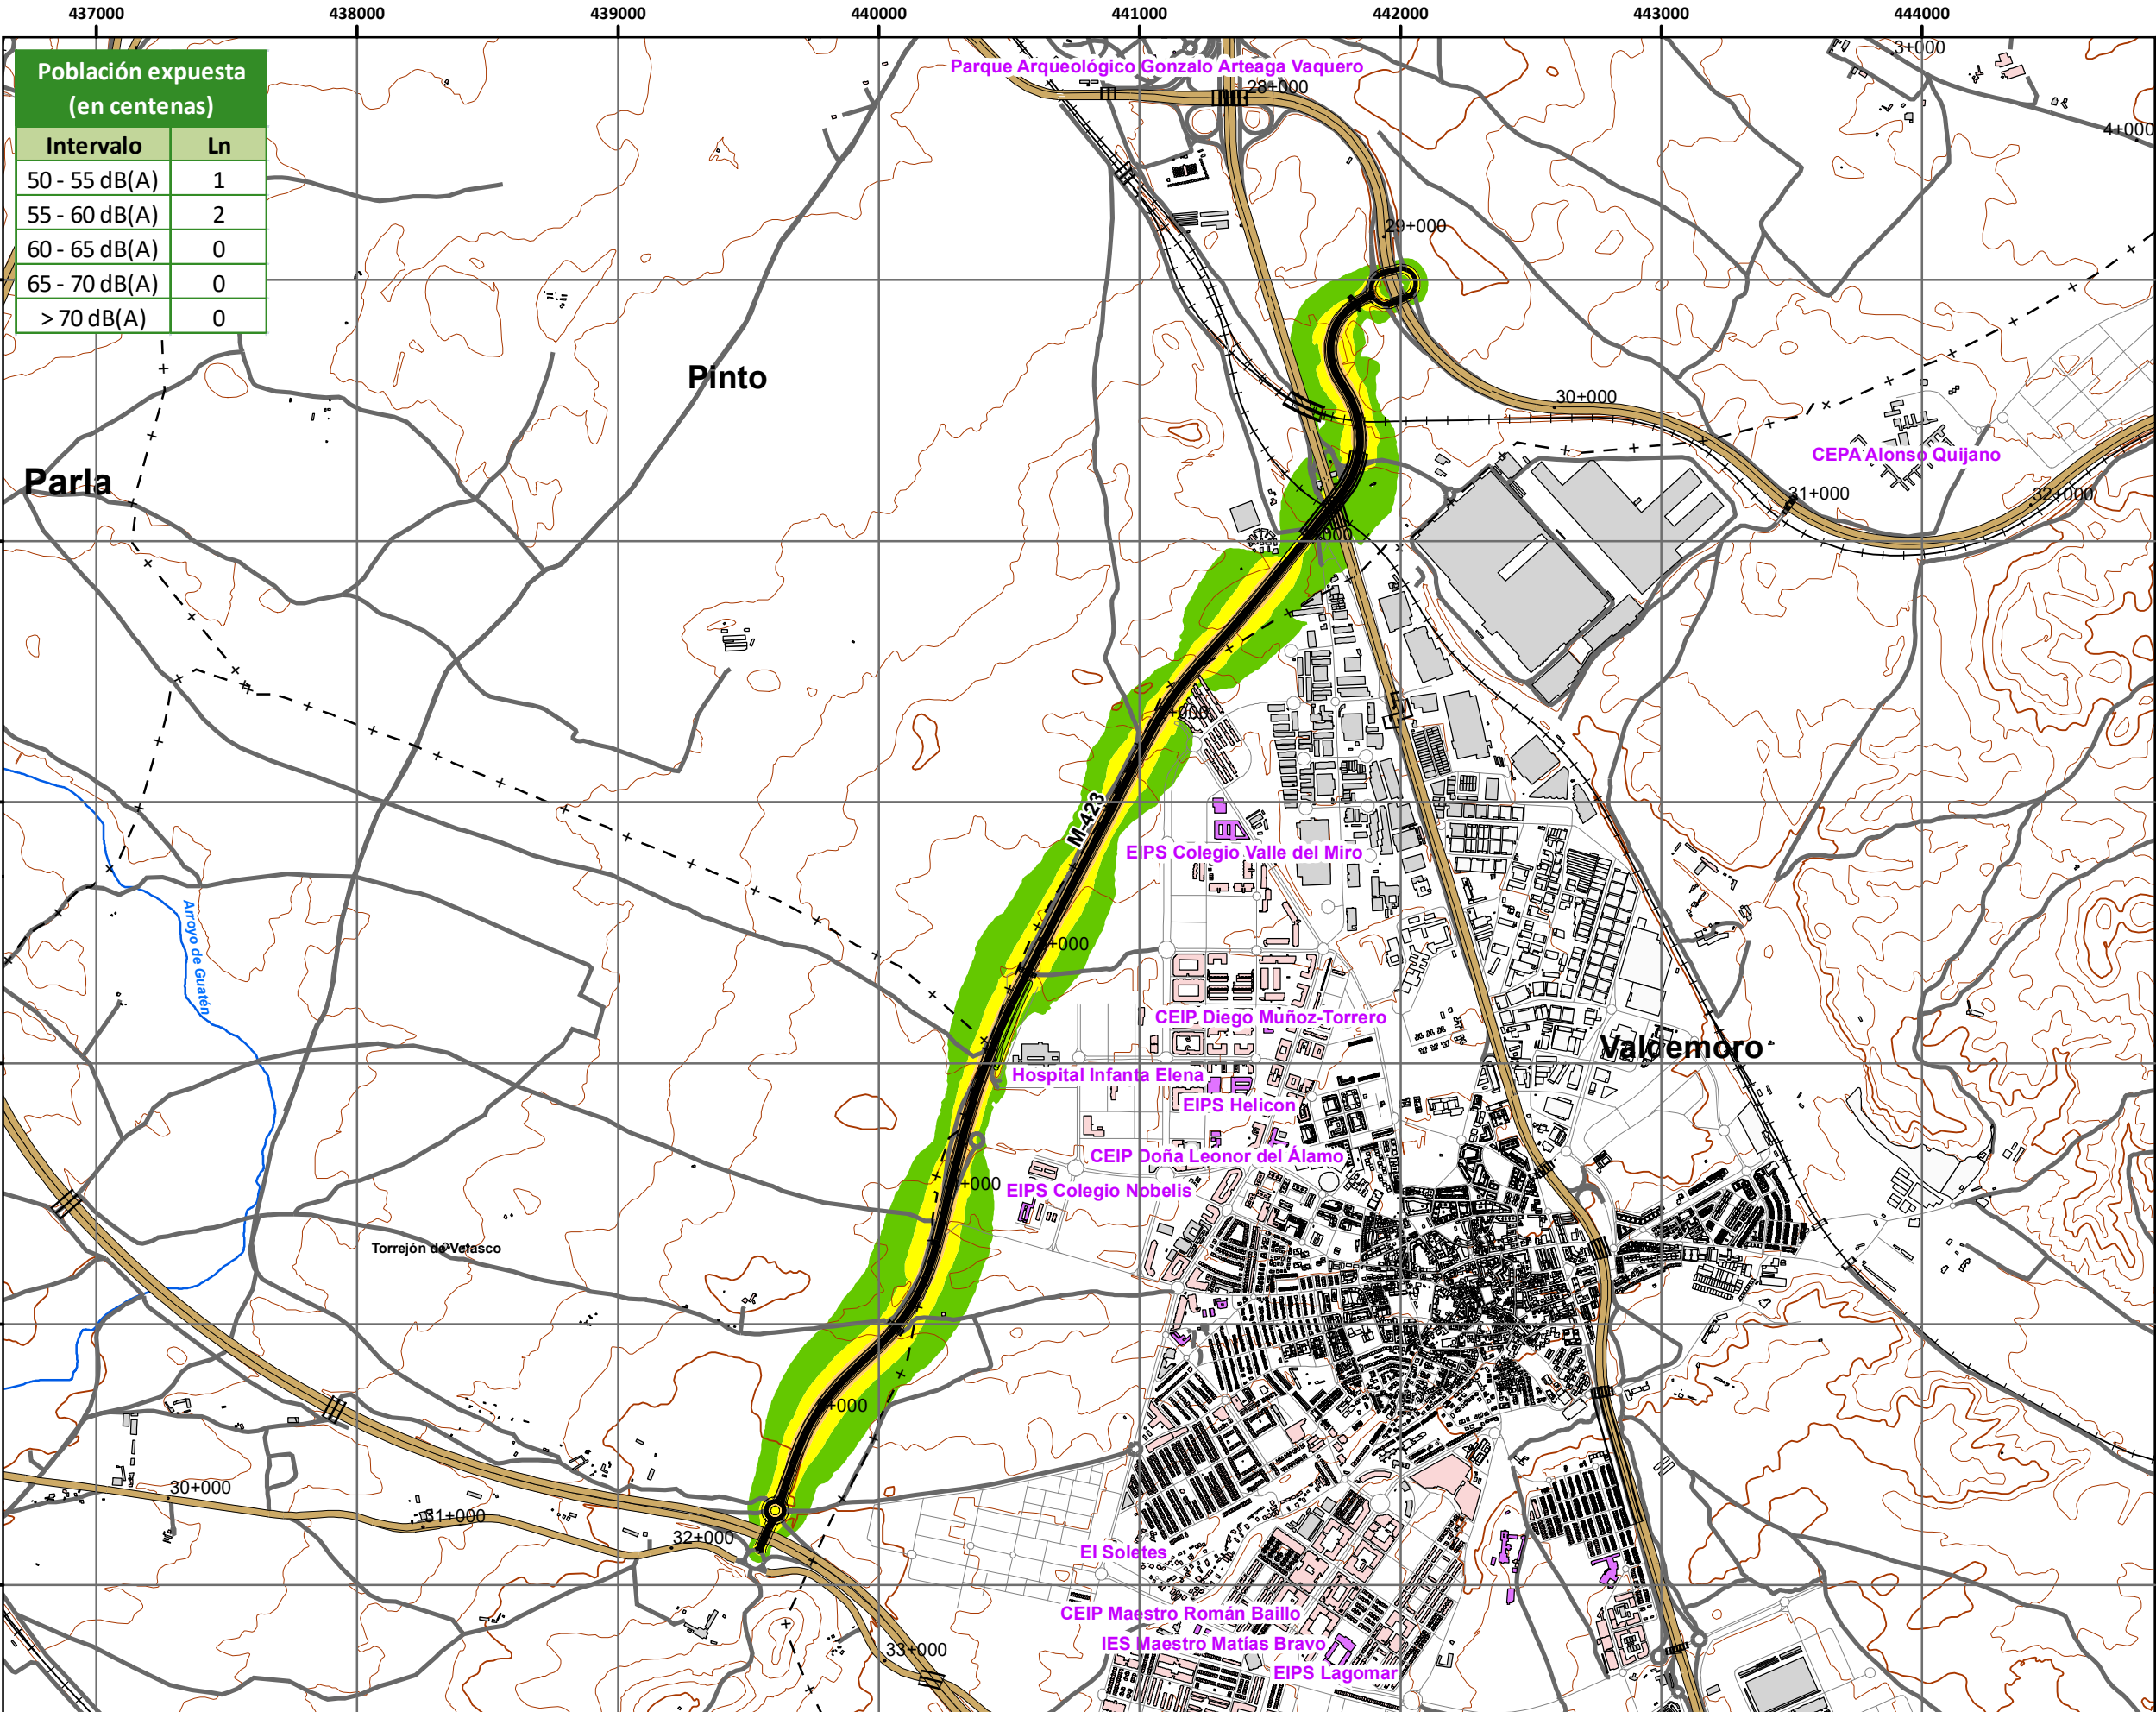 437000 438000 439000 440000 441000 442000 443000 444000
Población expuesta
(en centenas)
Intervalo Ln
50 - 55 dB(A) 1
55 - 60 dB(A) 2
60 - 65 dB(A) 0
65 - 70 dB(A) 0
> 70 dB(A) 0
3+000
Parque Arqueológico Gonzalo Arteaga Vaquero
28+000
4+000
29+000
Pinto
30+000
CEPA Alonso Quijano
Parla
31+000
32+000
M-423
EIPS Colegio Valle del Miro
Arroyo de Guatén
CEIP Diego Muñoz-Torrero
Valdemoro
Hospital Infanta Elena
EIPS Helicon
CEIP Doña Leonor del Álamo
EIPS Colegio Nobelis
Torrejón de Velasco
30+000
31+000
32+000
EI Soletes
CEIP Maestro Román Baillo
IES Maestro Matías Bravo
33+000
EIPS Lagomar